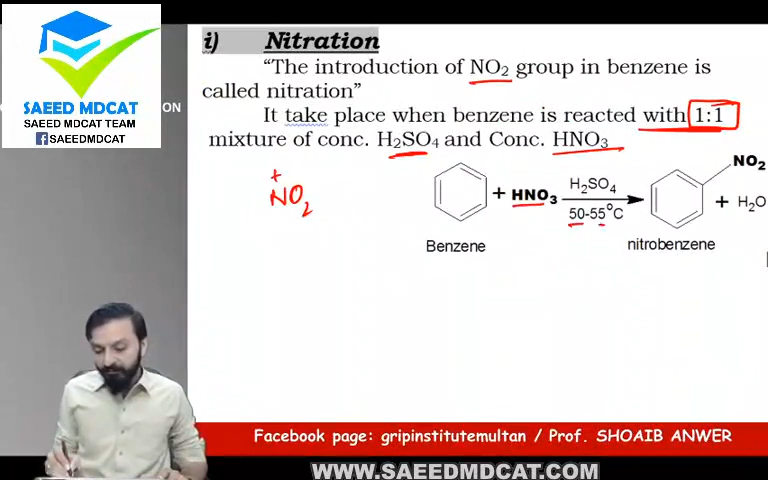 i) Nitration
"The introduction of NO2 group in benzene is
called nitration"
It take place when benzene is reacted with 1:1
mixture of conc. H2SO4 and Conc. HNO3
SAEED MDCAT
SAEED MDCAT TEAM
SAEEDMDCAT
ON
+
NO2
+ HNO3
H2SO4
50-55°C
NO2
+ H2O
Benzene
nitrobenzene
Facebook page: gripinstitutemultan / Prof. SHOAIB ANWER
WWW.SAEEDMDCAT.COM